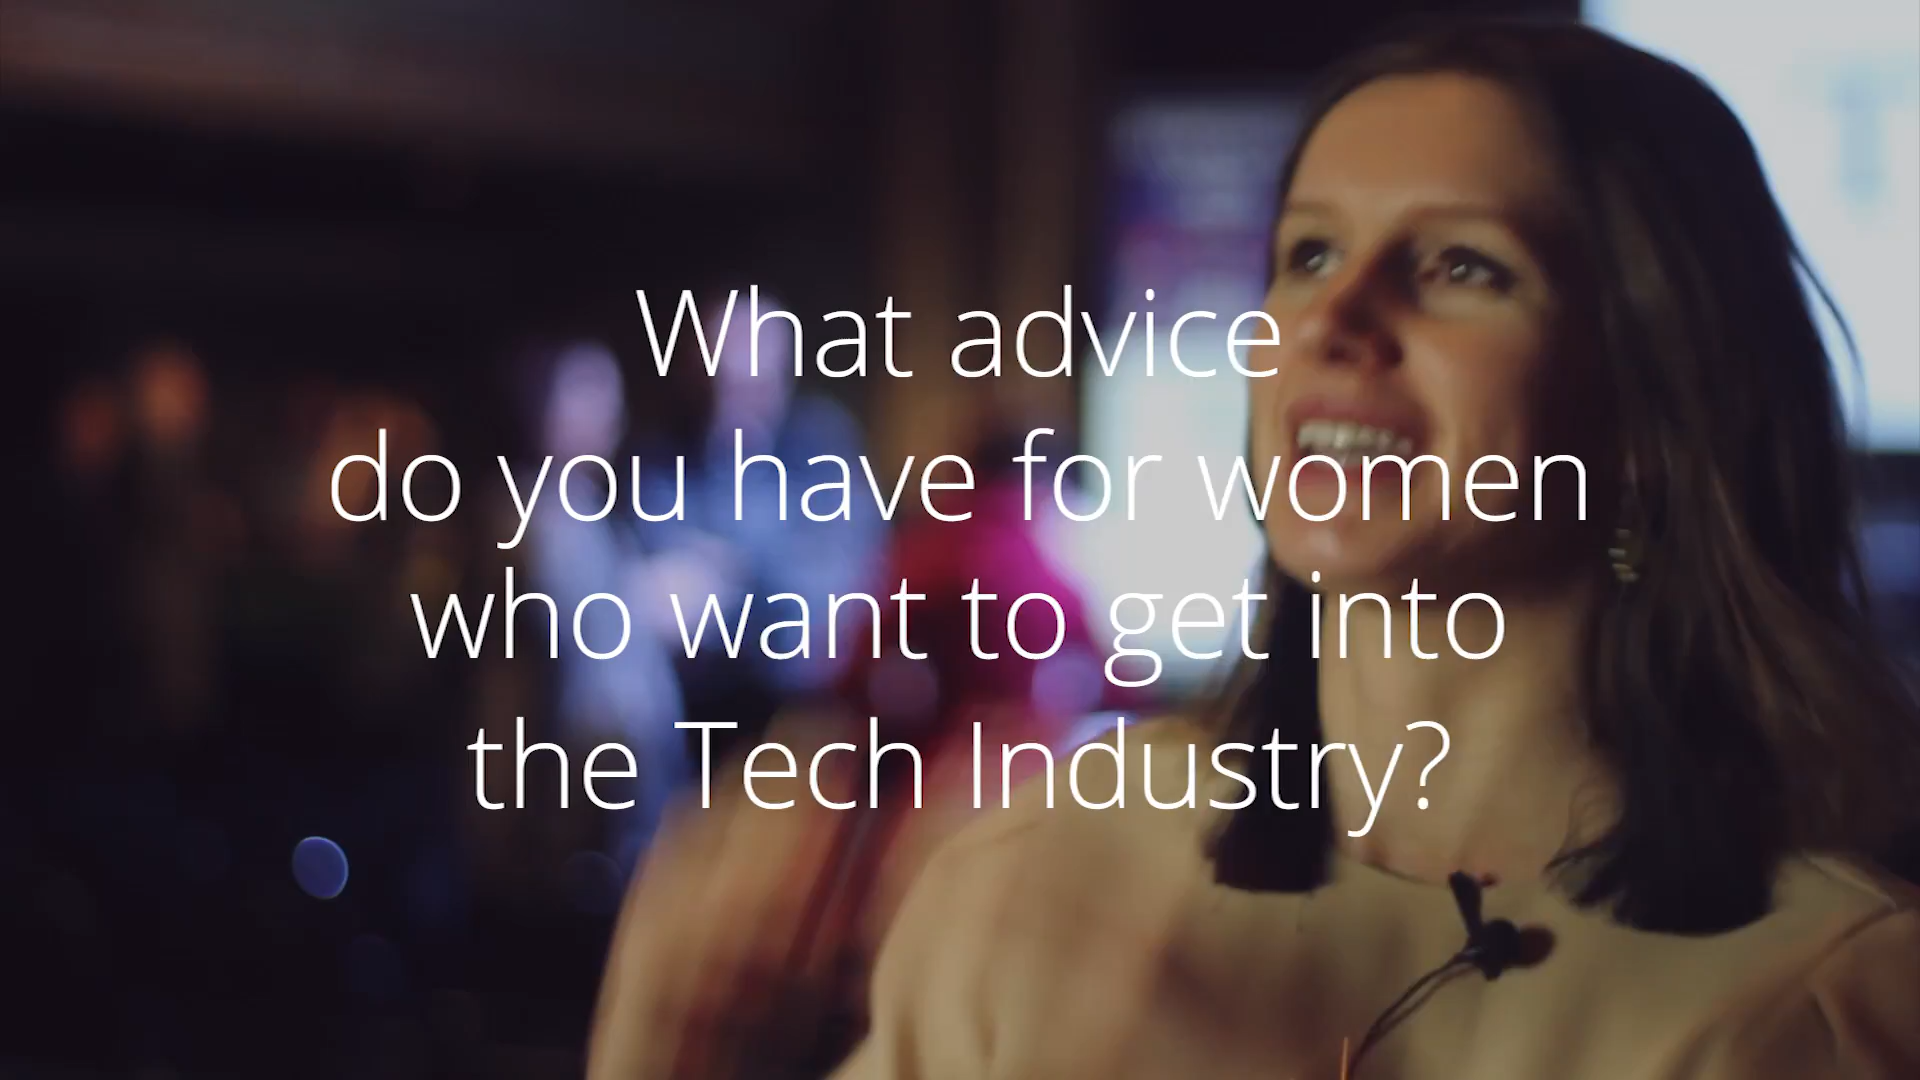 What advice
do you have for women
who want to get into
the Tech Industry?